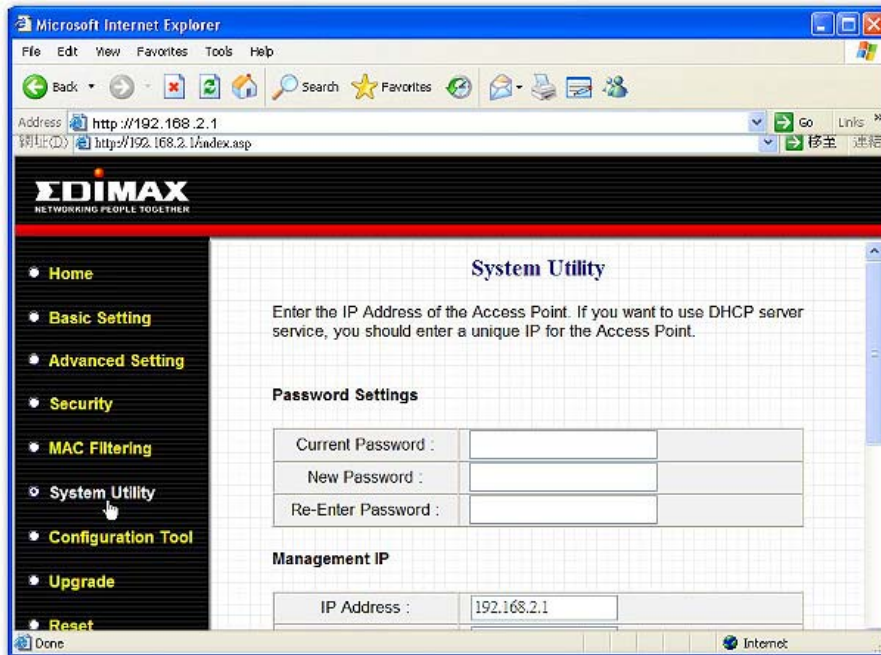 Microsoft Internet Explorer
File Edit View Favorites Tools Help
Back Search Favorites
Address http://192.168.2.1 Go Links »
網址(D) http://192.168.2.1/index.asp 移至 連結
EDIMAX
NETWORKING PEOPLE TOGETHER
Home
Basic Setting
Advanced Setting
Security
MAC Filtering
System Utility
Configuration Tool
Upgrade
Reset
System Utility
Enter the IP Address of the Access Point. If you want to use DHCP server
service, you should enter a unique IP for the Access Point.
Password Settings
Current Password :
New Password :
Re-Enter Password :
Management IP
IP Address : 192.168.2.1
Done Internet